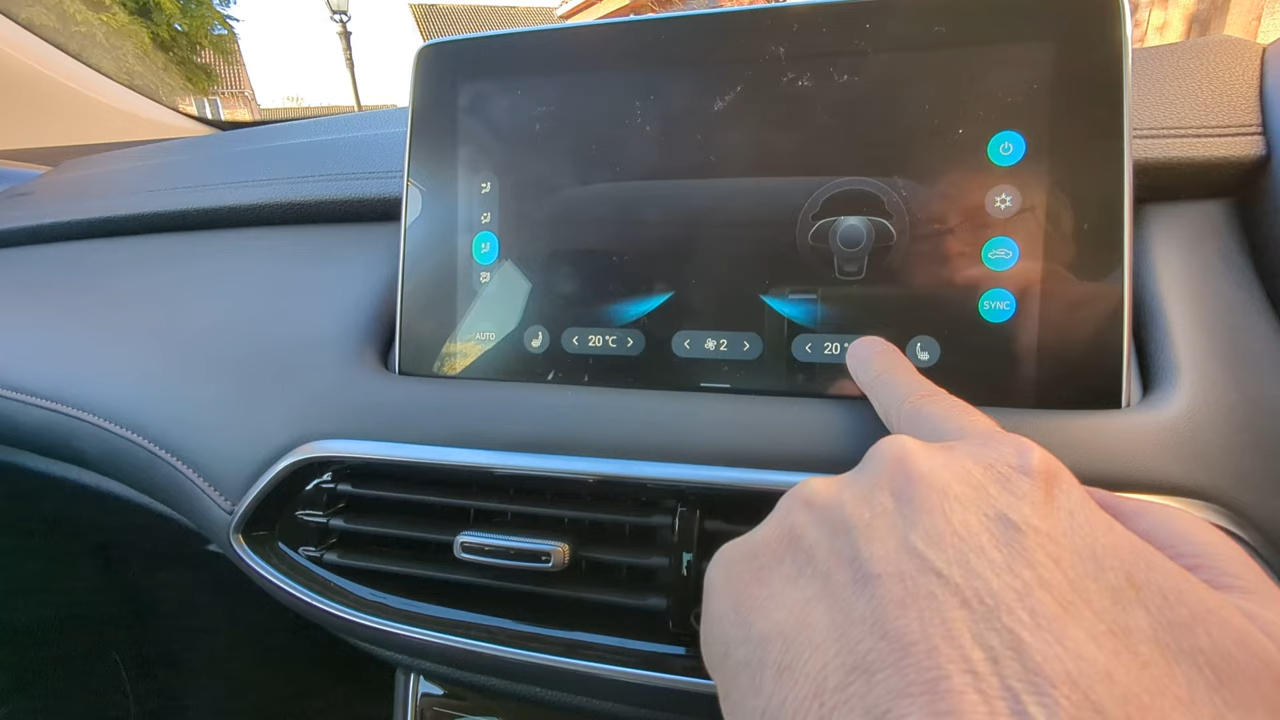 SYNC
AUTO
< 20℃ >
< 2 >
< 20°